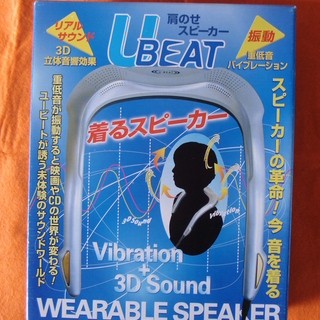 リアル
サウンド
3D
立体音響効果
肩のせ
スピーカー
UBEAT
振動
重低音
バイブレーション
スピーカーの革命！今 音を着る
着るスピーカー
重低音が振動すると映画やCDの世界が変わる！
ユービートが誘う未体験のサウンドワールド
3D Sound
Vibration
Vibration
+
3D Sound
WEARABLE SPEAKER